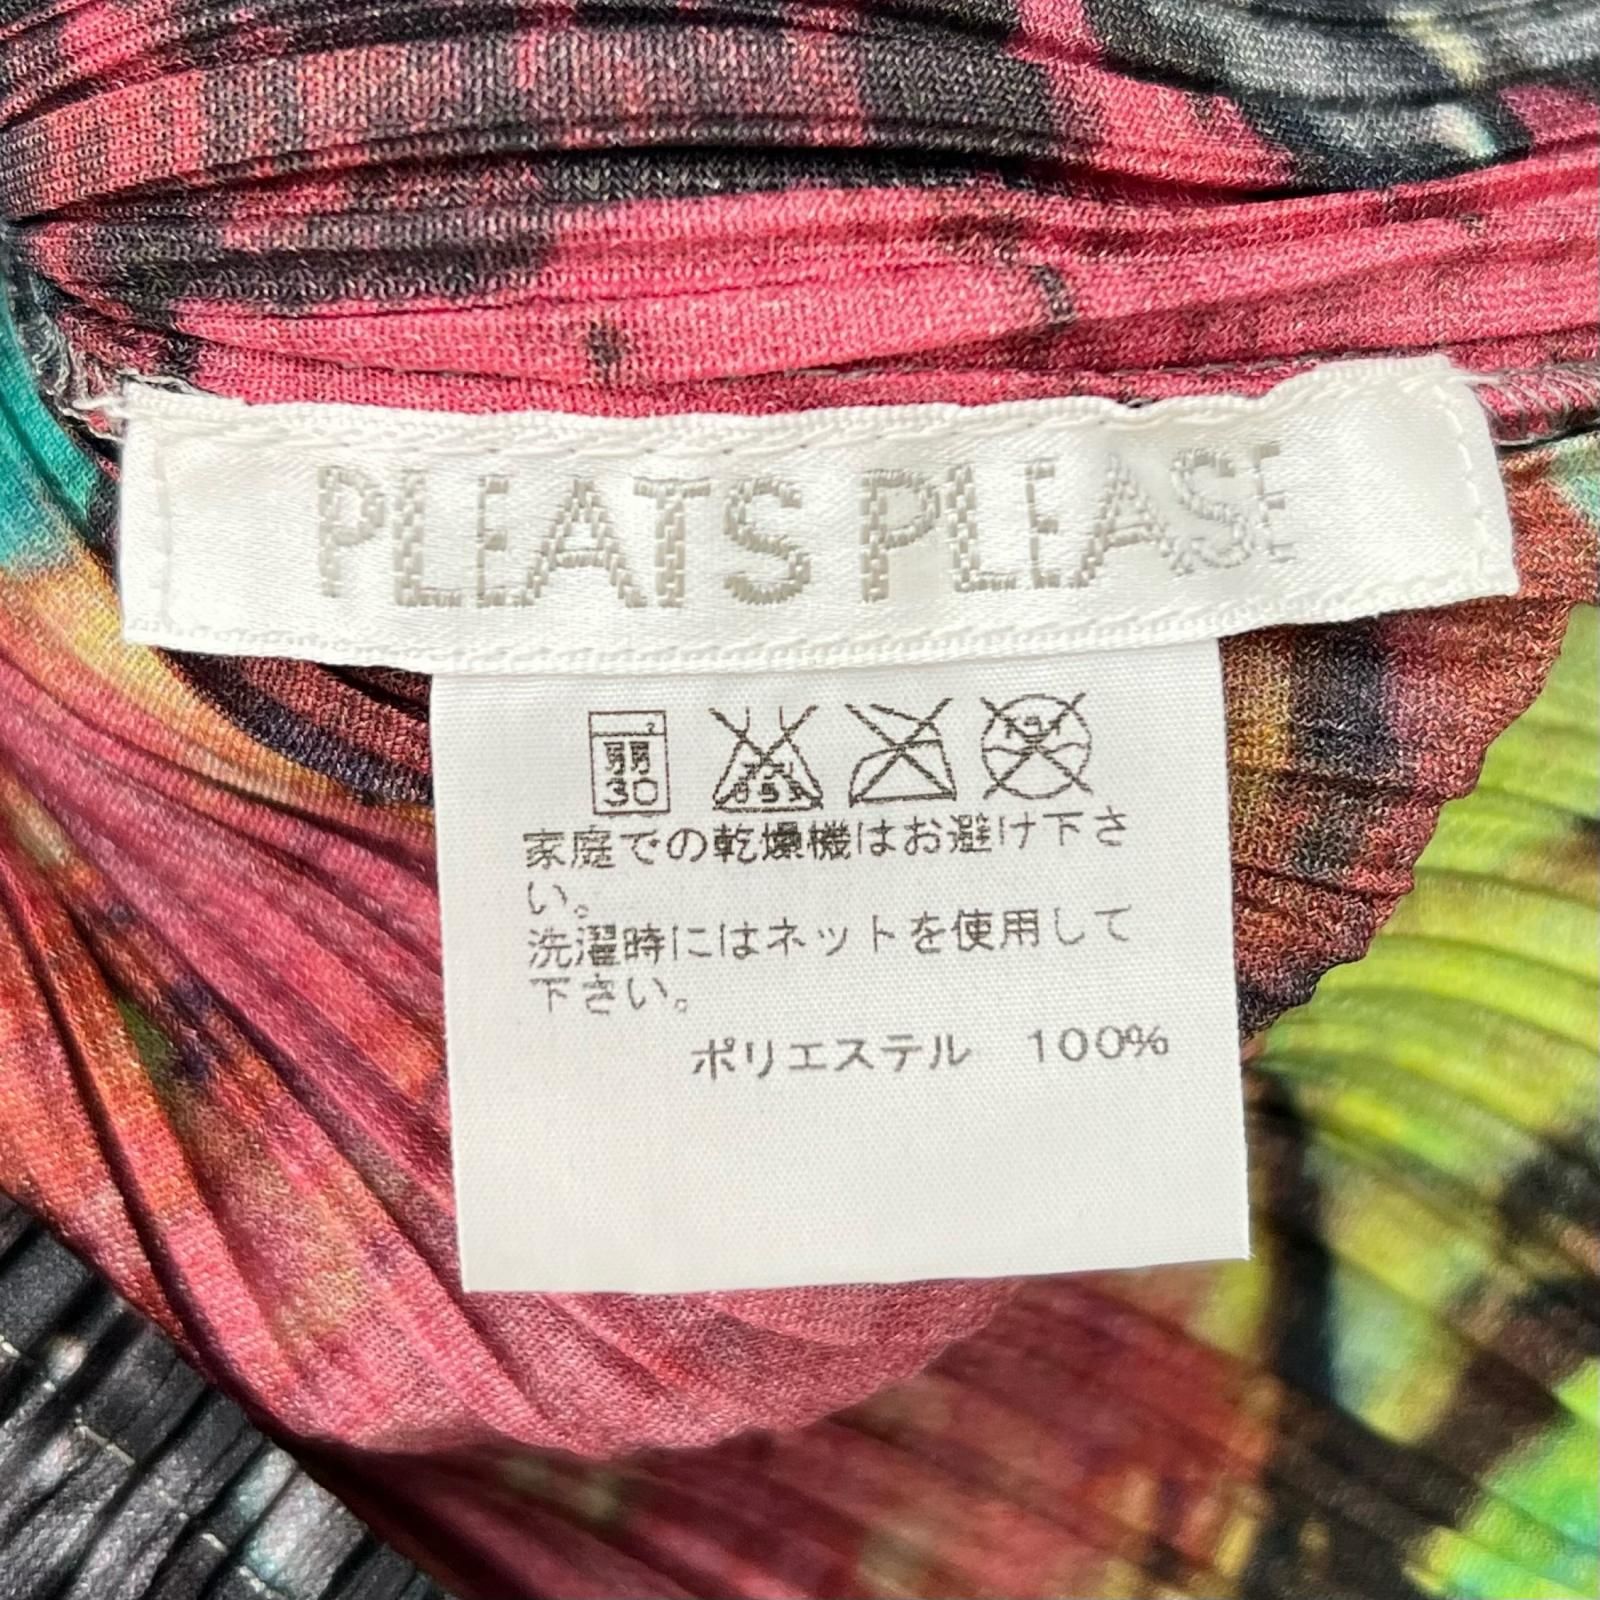 PLEATS PLEASE
弱 30
家庭での乾燥機はお避け下さ
い。
洗濯時にはネットを使用して
下さい。
ポリエステル 100%